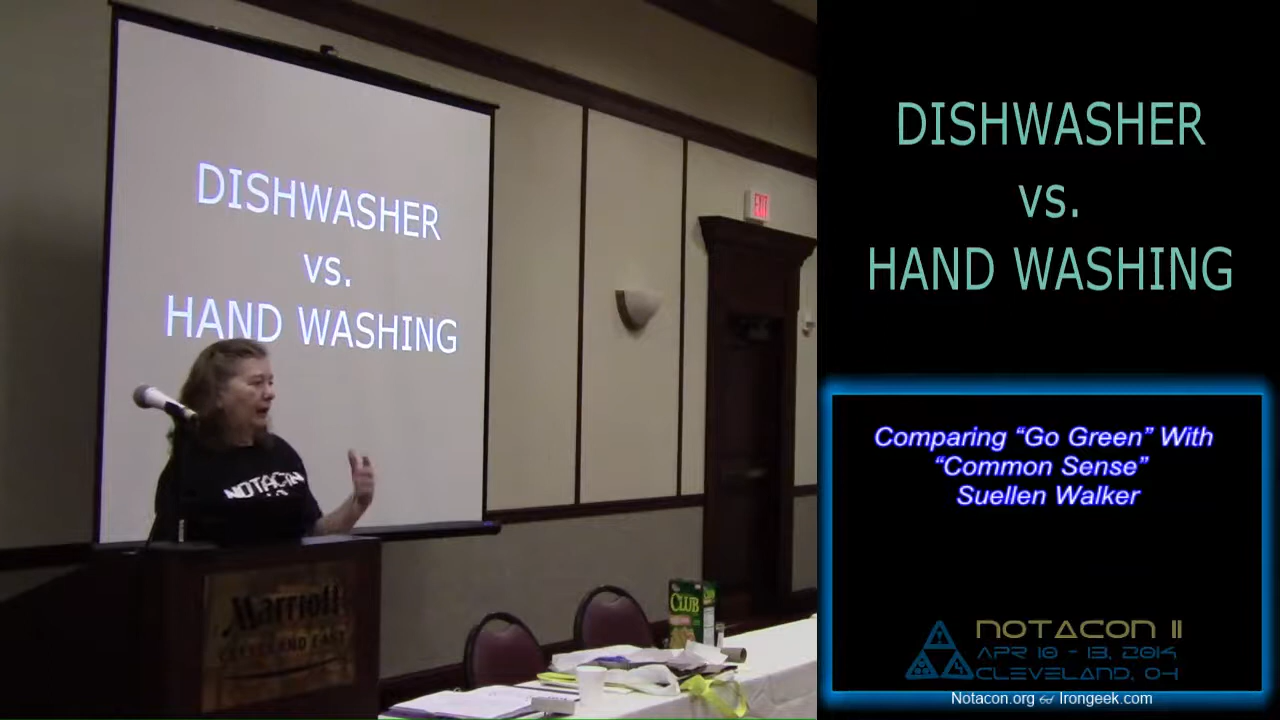 DISHWASHER
vs.
HAND WASHING
EXIT
NOTACON
Marriott
CLEVELAND EAST
CLUB
DISHWASHER
vs.
HAND WASHING
Comparing “Go Green” With
“Common Sense”
Suellen Walker
NOTACON 11
APR 10 - 13, 2014
CLEVELAND, OH
Notacon.org Irongeek.com